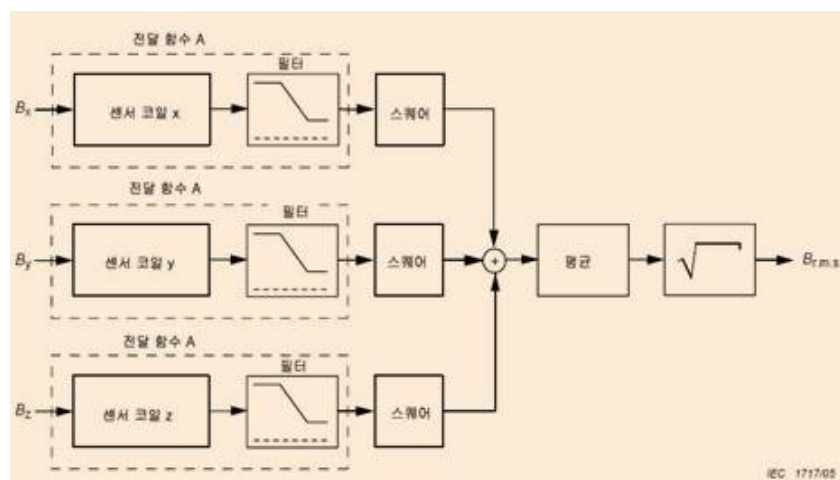 전달 함수 A
필터
Bx
센서 코일 x
스퀘어
전달 함수 A
필터
By
센서 코일 y
스퀘어
+
평균
√
Br.m.s
전달 함수 A
필터
Bz
센서 코일 z
스퀘어
IEC 1717/05